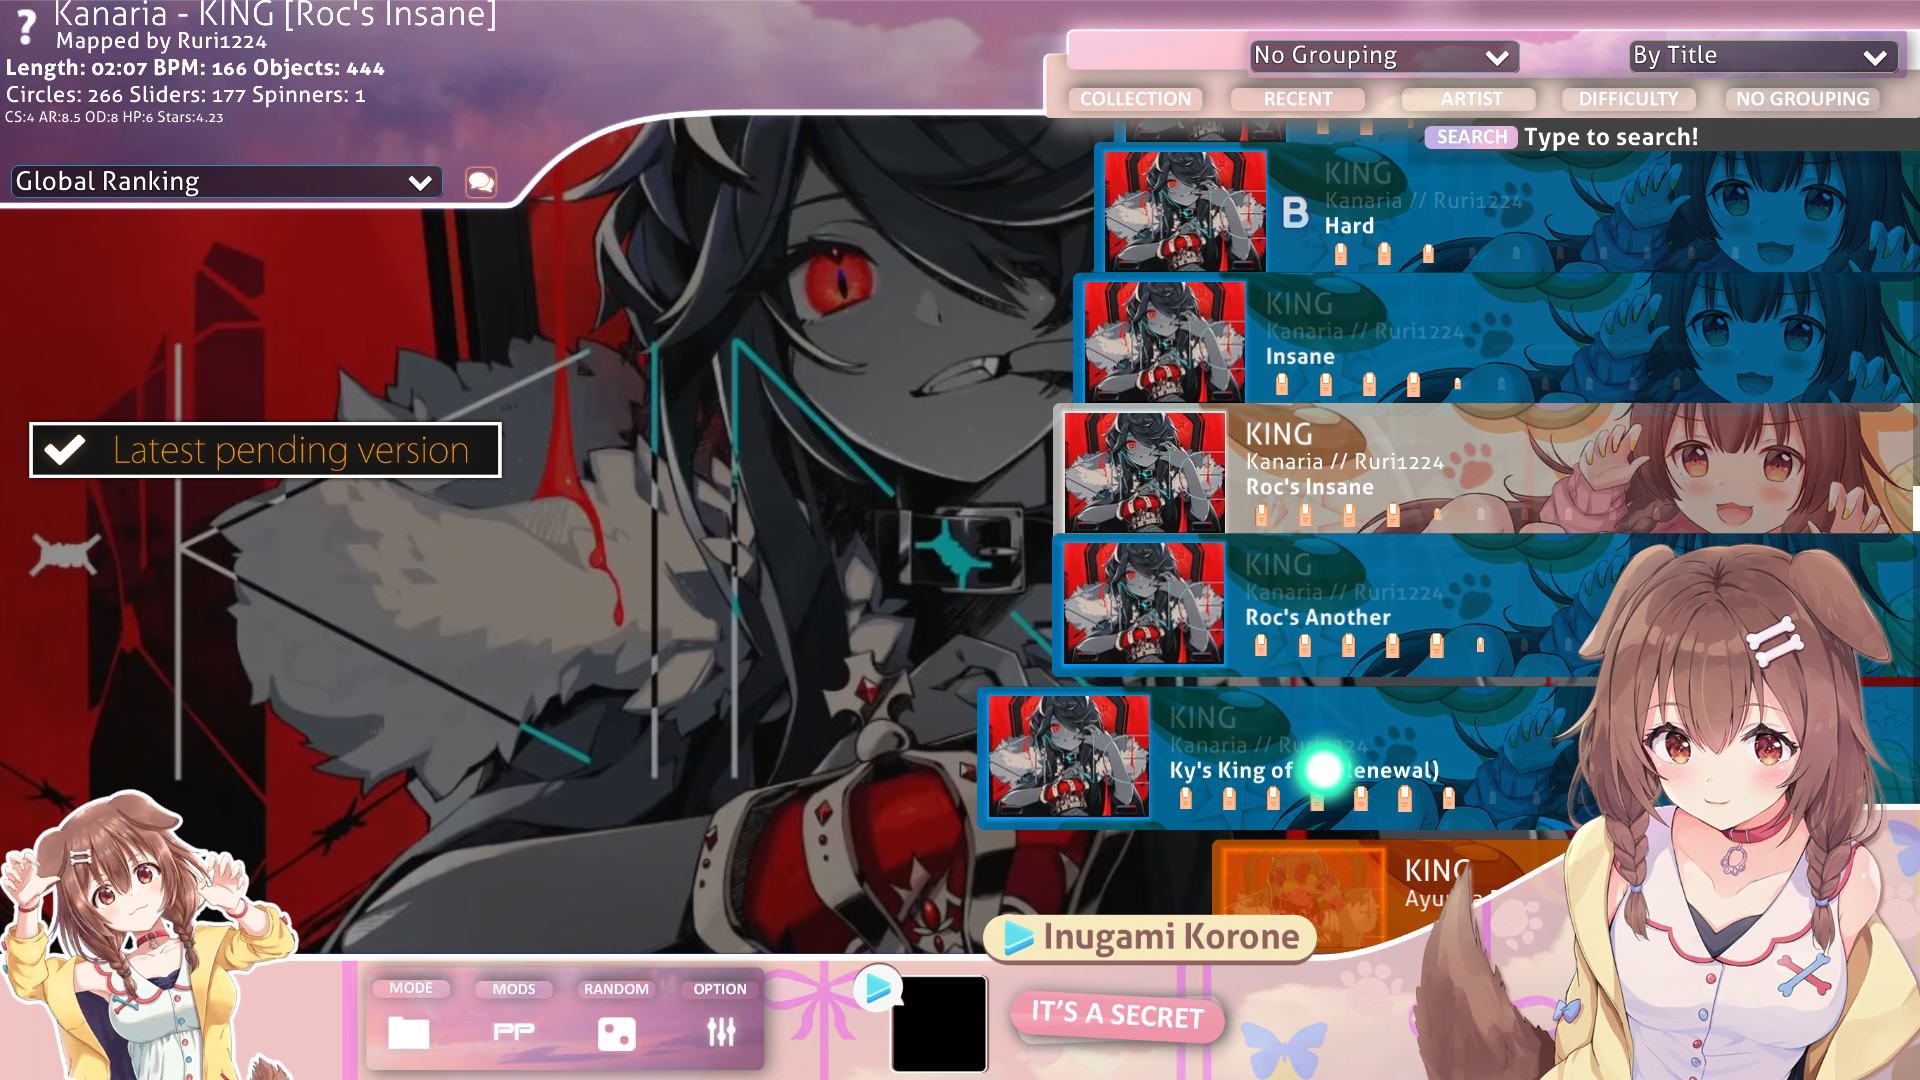 ?
Kanaria - KING [Roc's Insane]
Mapped by Ruri1224
Length: 02:07 BPM: 166 Objects: 444
Circles: 266 Sliders: 177 Spinners: 1
CS:4 AR:8.5 OD:8 HP:6 Stars:4.23
Global Ranking
Latest pending version
No Grouping
By Title
COLLECTION
RECENT
ARTIST
DIFFICULTY
NO GROUPING
SEARCH Type to search!
KING
Kanaria // Ruri1224
B
Hard
KING
Kanaria // Ruri1224
Insane
KING
Kanaria // Ruri1224
Roc's Insane
KING
Kanaria // Ruri1224
Roc's Another
KING
Kanaria // Ruri1224
Ky's King of
KING
Inugami Korone
MODE
MODS
RANDOM
OPTION
PP
IT'S A SECRET